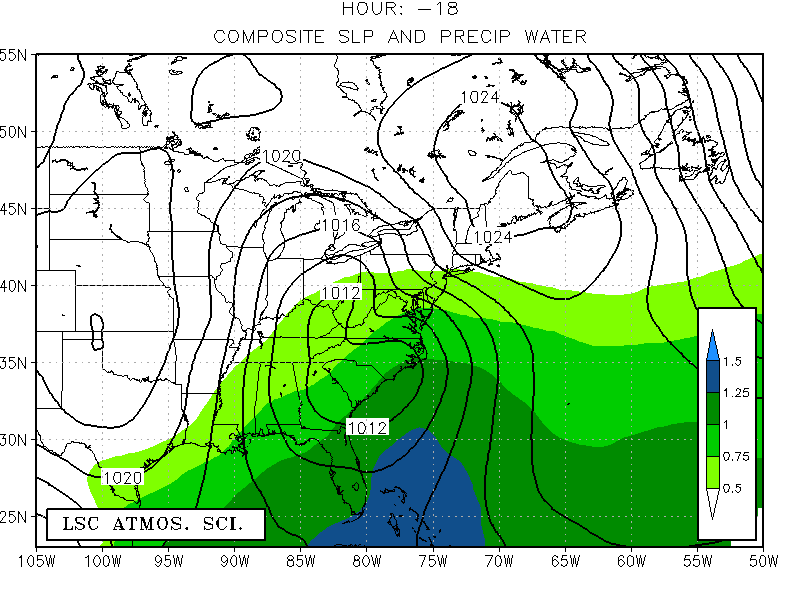 HOUR: −18
COMPOSITE SLP AND PRECIP WATER
55N
50N
45N
40N
35N
30N
25N
1024
1020
1016
1024
1012
1012
1020
1.5
1.25
1
0.75
0.5
LSC ATMOS. SCI.
105W 100W 95W 90W 85W 80W 75W 70W 65W 60W 55W 50W